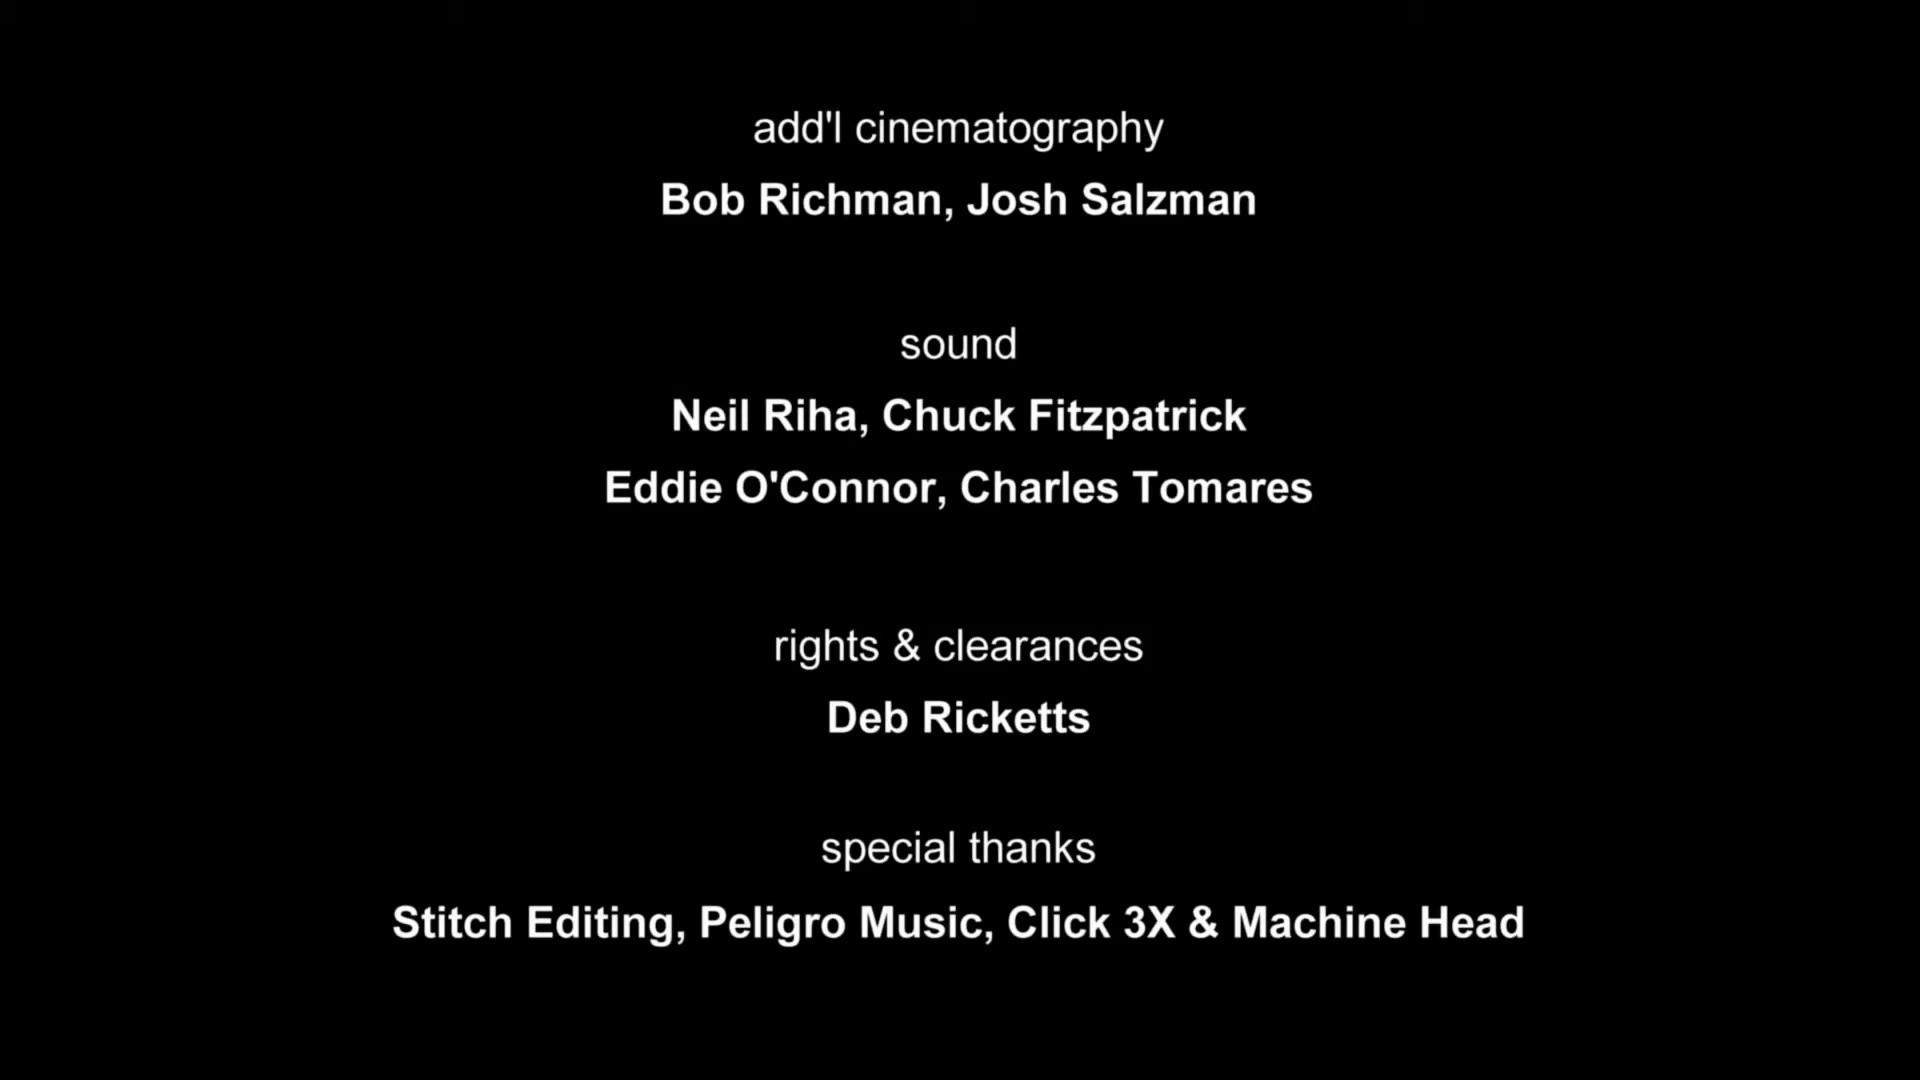 add'l cinematography
Bob Richman, Josh Salzman
sound
Neil Riha, Chuck Fitzpatrick
Eddie O'Connor, Charles Tomares
rights & clearances
Deb Ricketts
special thanks
Stitch Editing, Peligro Music, Click 3X & Machine Head